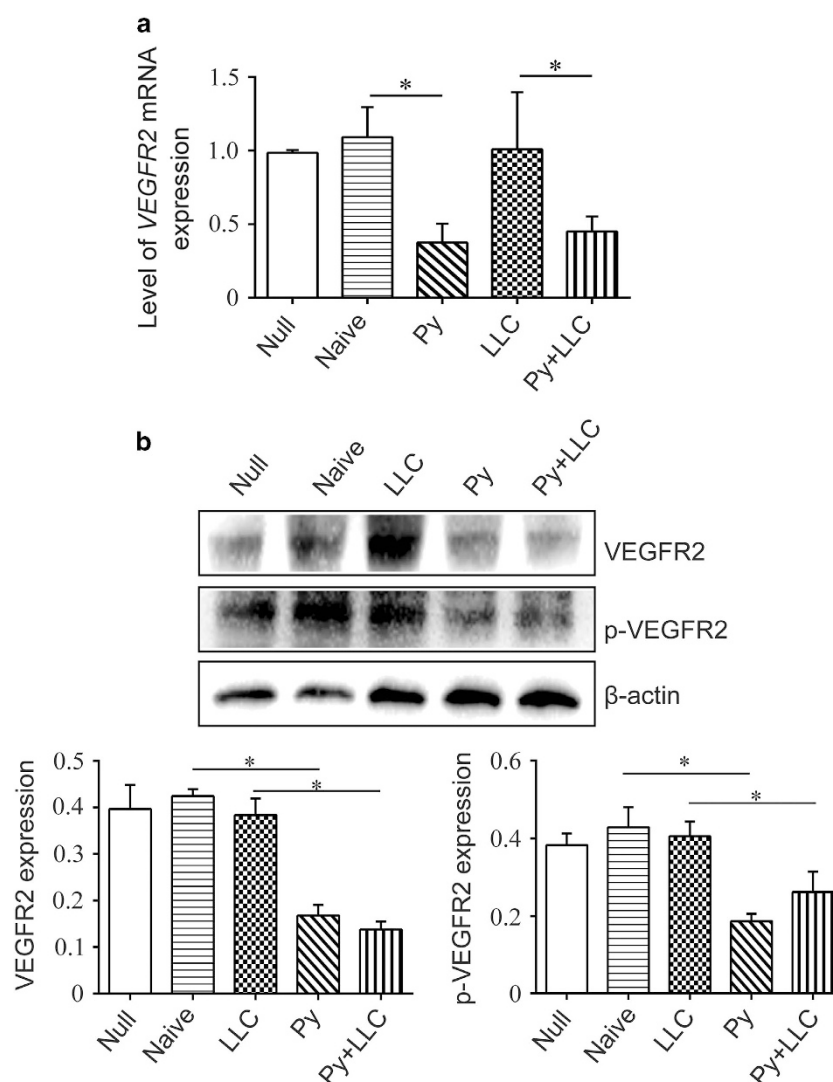 a
Level of VEGFR2 mRNA
expression
1.5
1.0
0.5
0
*
*
Null
Naive
Py
LLC
Py+LLC
b
Null
Naive
LLC
Py
Py+LLC
VEGFR2
p-VEGFR2
β-actin
VEGFR2 expression
0.5
0.4
0.3
0.2
0.1
0
*
*
Null
Naive
LLC
Py
Py+LLC
p-VEGFR2 expression
0.6
0.4
0.2
0
*
*
Null
Naive
LLC
Py
Py+LLC